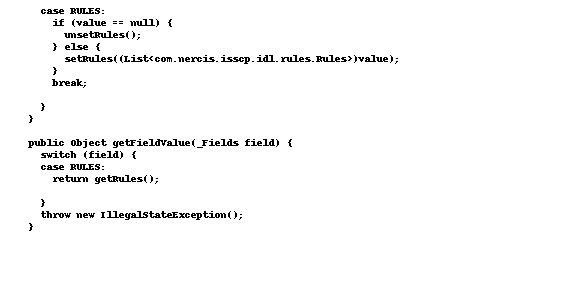 case RULES:
if (value == null) {
unsetRules();
} else {
setRules((List<com.nercis.isscp.idl.rules.Rules>)value);
}
break;
}
}
public Object getFieldValue(_Fields field) {
switch (field) {
case RULES:
return getRules();
}
throw new IllegalStateException();
}